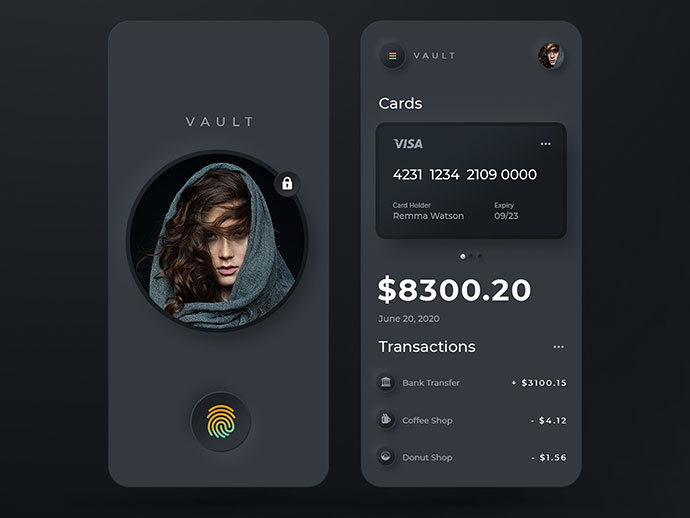 VAULT
VAULT
Cards
VISA
4231 1234 2109 0000
Card Holder Expiry
Remma Watson 09/23
$8300.20
June 20, 2020
Transactions
Bank Transfer + $3100.15
Coffee Shop - $4.12
Donut Shop - $1.56